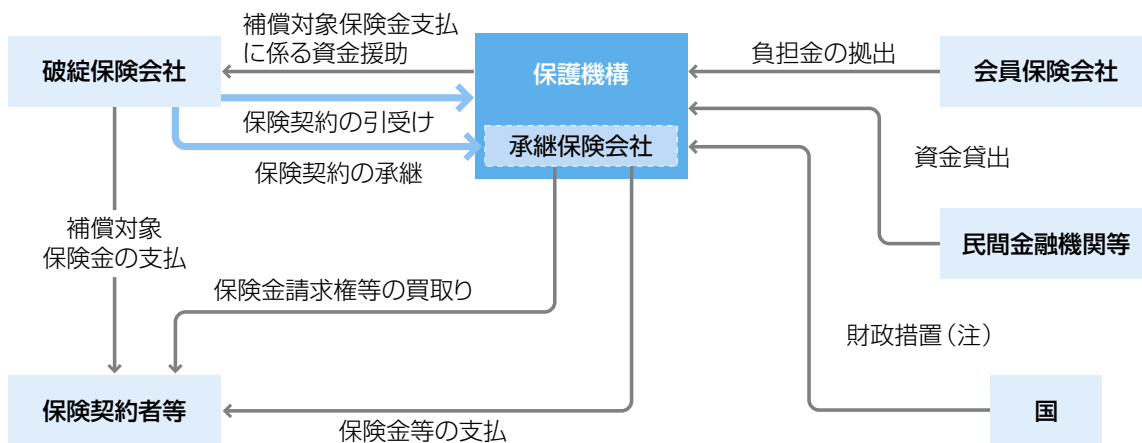 補償対象保険金支払
に係る資金援助
破綻保険会社
保護機構
負担金の拠出
会員保険会社
保険契約の引受け
承継保険会社
保険契約の承継
資金貸出
補償対象
保険金の支払
民間金融機関等
保険金請求権等の買取り
財政措置（注）
保険契約者等
国
保険金等の支払